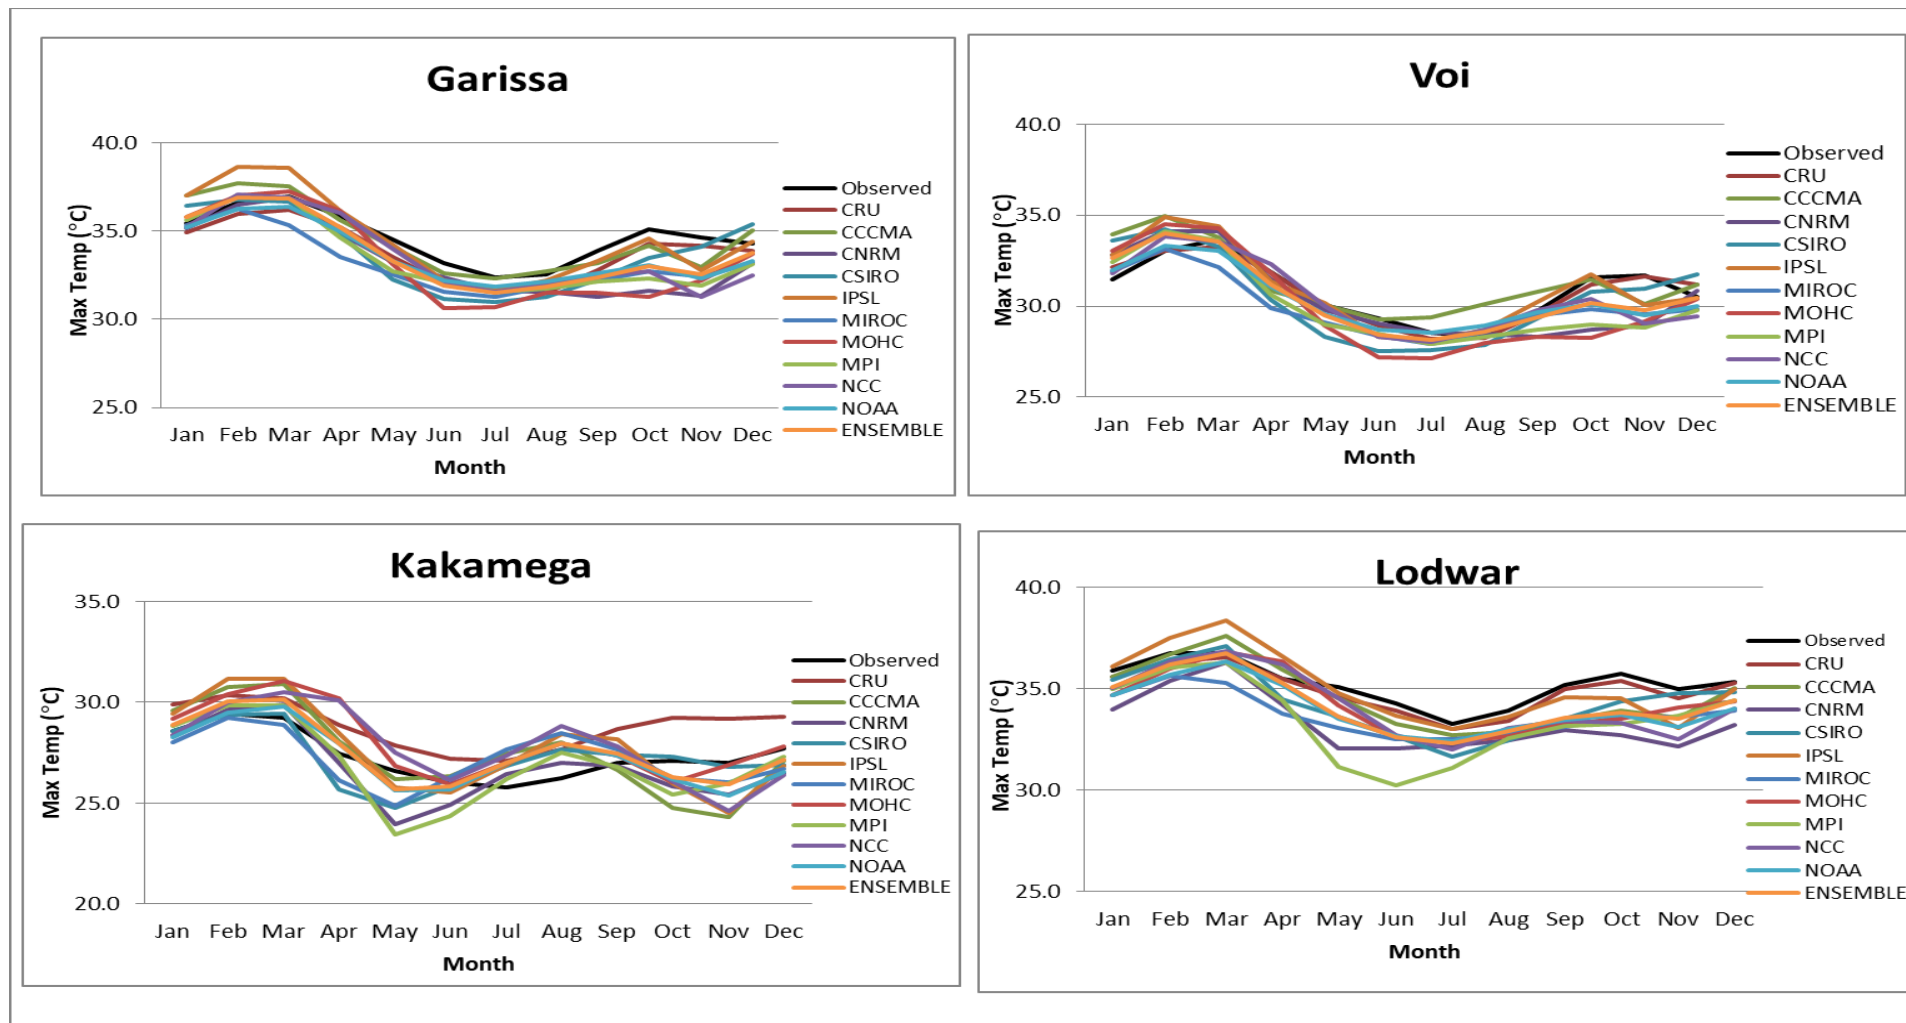 Garissa
Max Temp (°C)
40.0
35.0
30.0
25.0
Jan Feb Mar Apr May Jun Jul Aug Sep Oct Nov Dec
Month
Observed
CRU
CCCMA
CNRM
CSIRO
IPSL
MIROC
MOHC
MPI
NCC
NOAA
ENSEMBLE
Voi
Max Temp (°C)
40.0
35.0
30.0
25.0
Jan Feb Mar Apr May Jun Jul Aug Sep Oct Nov Dec
Month
Observed
CRU
CCCMA
CNRM
CSIRO
IPSL
MIROC
MOHC
MPI
NCC
NOAA
ENSEMBLE
Kakamega
Max Temp (°C)
35.0
30.0
25.0
20.0
Jan Feb Mar Apr May Jun Jul Aug Sep Oct Nov Dec
Month
Observed
CRU
CCCMA
CNRM
CSIRO
IPSL
MIROC
MOHC
MPI
NCC
NOAA
ENSEMBLE
Lodwar
Max Temp (°C)
40.0
35.0
30.0
25.0
Jan Feb Mar Apr May Jun Jul Aug Sep Oct Nov Dec
Month
Observed
CRU
CCCMA
CNRM
CSIRO
IPSL
MIROC
MOHC
MPI
NCC
NOAA
ENSEMBLE